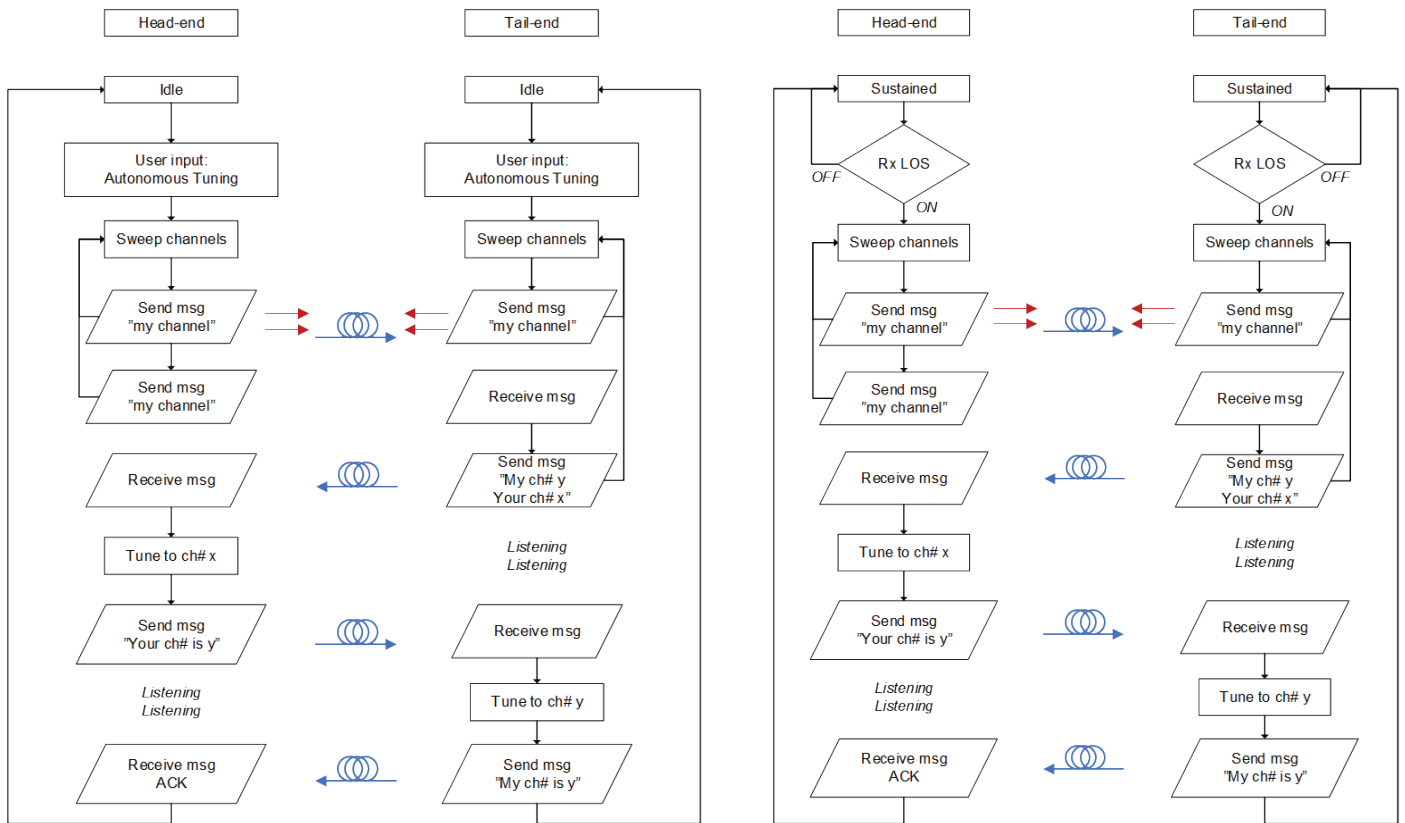 Head-end
Idle
User input:
Autonomous Tuning
Sweep channels
Send msg
”my channel”
Send msg
”my channel”
Receive msg
Tune to ch# x
Send msg
”Your ch# is y”
Listening
Listening
Receive msg
ACK
Tail-end
Idle
User input:
Autonomous Tuning
Sweep channels
Send msg
”my channel”
Receive msg
Send msg
”My ch# y
Your ch# x”
Listening
Listening
Receive msg
Tune to ch# y
Send msg
”My ch# is y”
Head-end
Sustained
Rx LOS
OFF
ON
Sweep channels
Send msg
”my channel”
Send msg
”my channel”
Receive msg
Tune to ch# x
Send msg
”Your ch# is y”
Listening
Listening
Receive msg
ACK
Tail-end
Sustained
Rx LOS
OFF
ON
Sweep channels
Send msg
”my channel”
Receive msg
Send msg
”My ch# y
Your ch# x”
Listening
Listening
Receive msg
Tune to ch# y
Send msg
”My ch# is y”